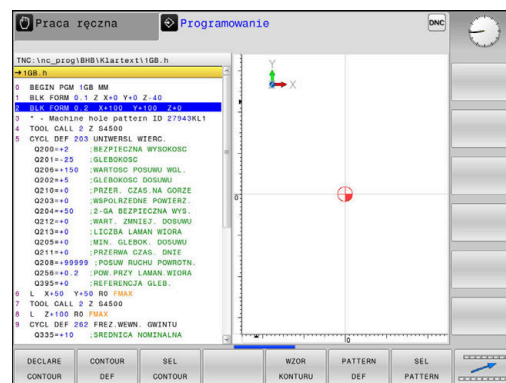 Praca ręczna
Programowanie
DNC
TNC:\nc_prog\BHB\Klartext\1GB.h
→1GB.h
0 BEGIN PGM 1GB MM
1 BLK FORM 0.1 Z X+0 Y+0 Z-40
2 BLK FORM 0.2 X+100 Y+100 Z+0
3 * - Machine hole pattern ID 27943KL1
4 TOOL CALL 2 Z S4500
5 CYCL DEF 203 UNIWERSL WIERC.
Q200=+2 ;BEZPIECZNA WYSOKOSC
Q201=-25 ;GLEBOKOSC
Q206=+150 ;WARTOSC POSUWU WGL.
Q202=+5 ;GLEBOKOSC DOSUWU
Q210=+0 ;PRZER. CZAS.NA GORZE
Q203=+0 ;WSPOLRZEDNE POWIERZ.
Q204=+50 ;2-GA BEZPIECZNA WYS.
Q212=+0 ;WART. ZMNIEJ. DOSUWU
Q213=+0 ;LICZBA LAMAN WIORA
Q205=+0 ;MIN. GLEBOK. DOSUWU
Q211=+0 ;PRZERWA CZAS. DNIE
Q208=+99999 ;POSUW RUCHU POWROTN.
Q256=+0.2 ;POW.PRZY LAMAN.WIORA
Q395=+0 ;REFERENCJA GLEB.
6 L X+50 Y+50 R0 FMAX
7 TOOL CALL 2 Z S4500
8 L Z+100 R0 FMAX
9 CYCL DEF 262 FREZ.WEWN. GWINTU
Q335=+10 ;SREDNICA NOMINALNA
Y
X
0
0
DECLARE CONTOUR
CONTOUR DEF
SEL CONTOUR
WZOR KONTURU
PATTERN DEF
SEL PATTERN